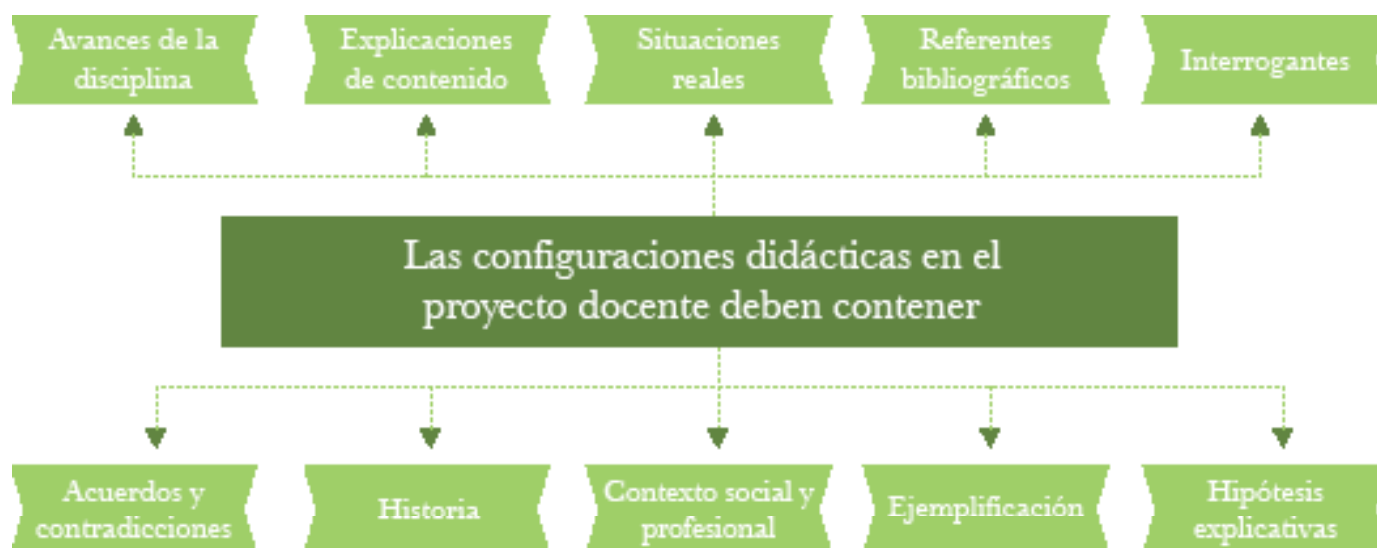 Avances de la
disciplina
Explicaciones
de contenido
Situaciones
reales
Referentes
bibliográficos
Interrogantes
Las configuraciones didácticas en el
proyecto docente deben contener
Acuerdos y
contradicciones
Historia
Contexto social y
profesional
Ejemplificación
Hipótesis
explicativas